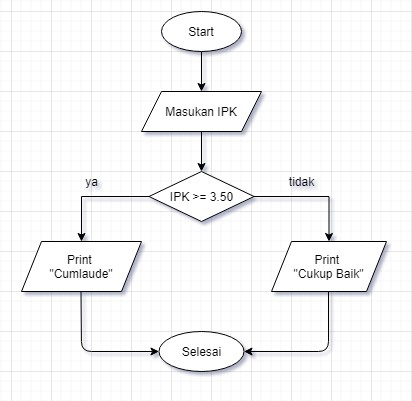 Start
Masukan IPK
ya
tidak
IPK >= 3.50
Print
"Cumlaude"
Print
"Cukup Baik"
Selesai